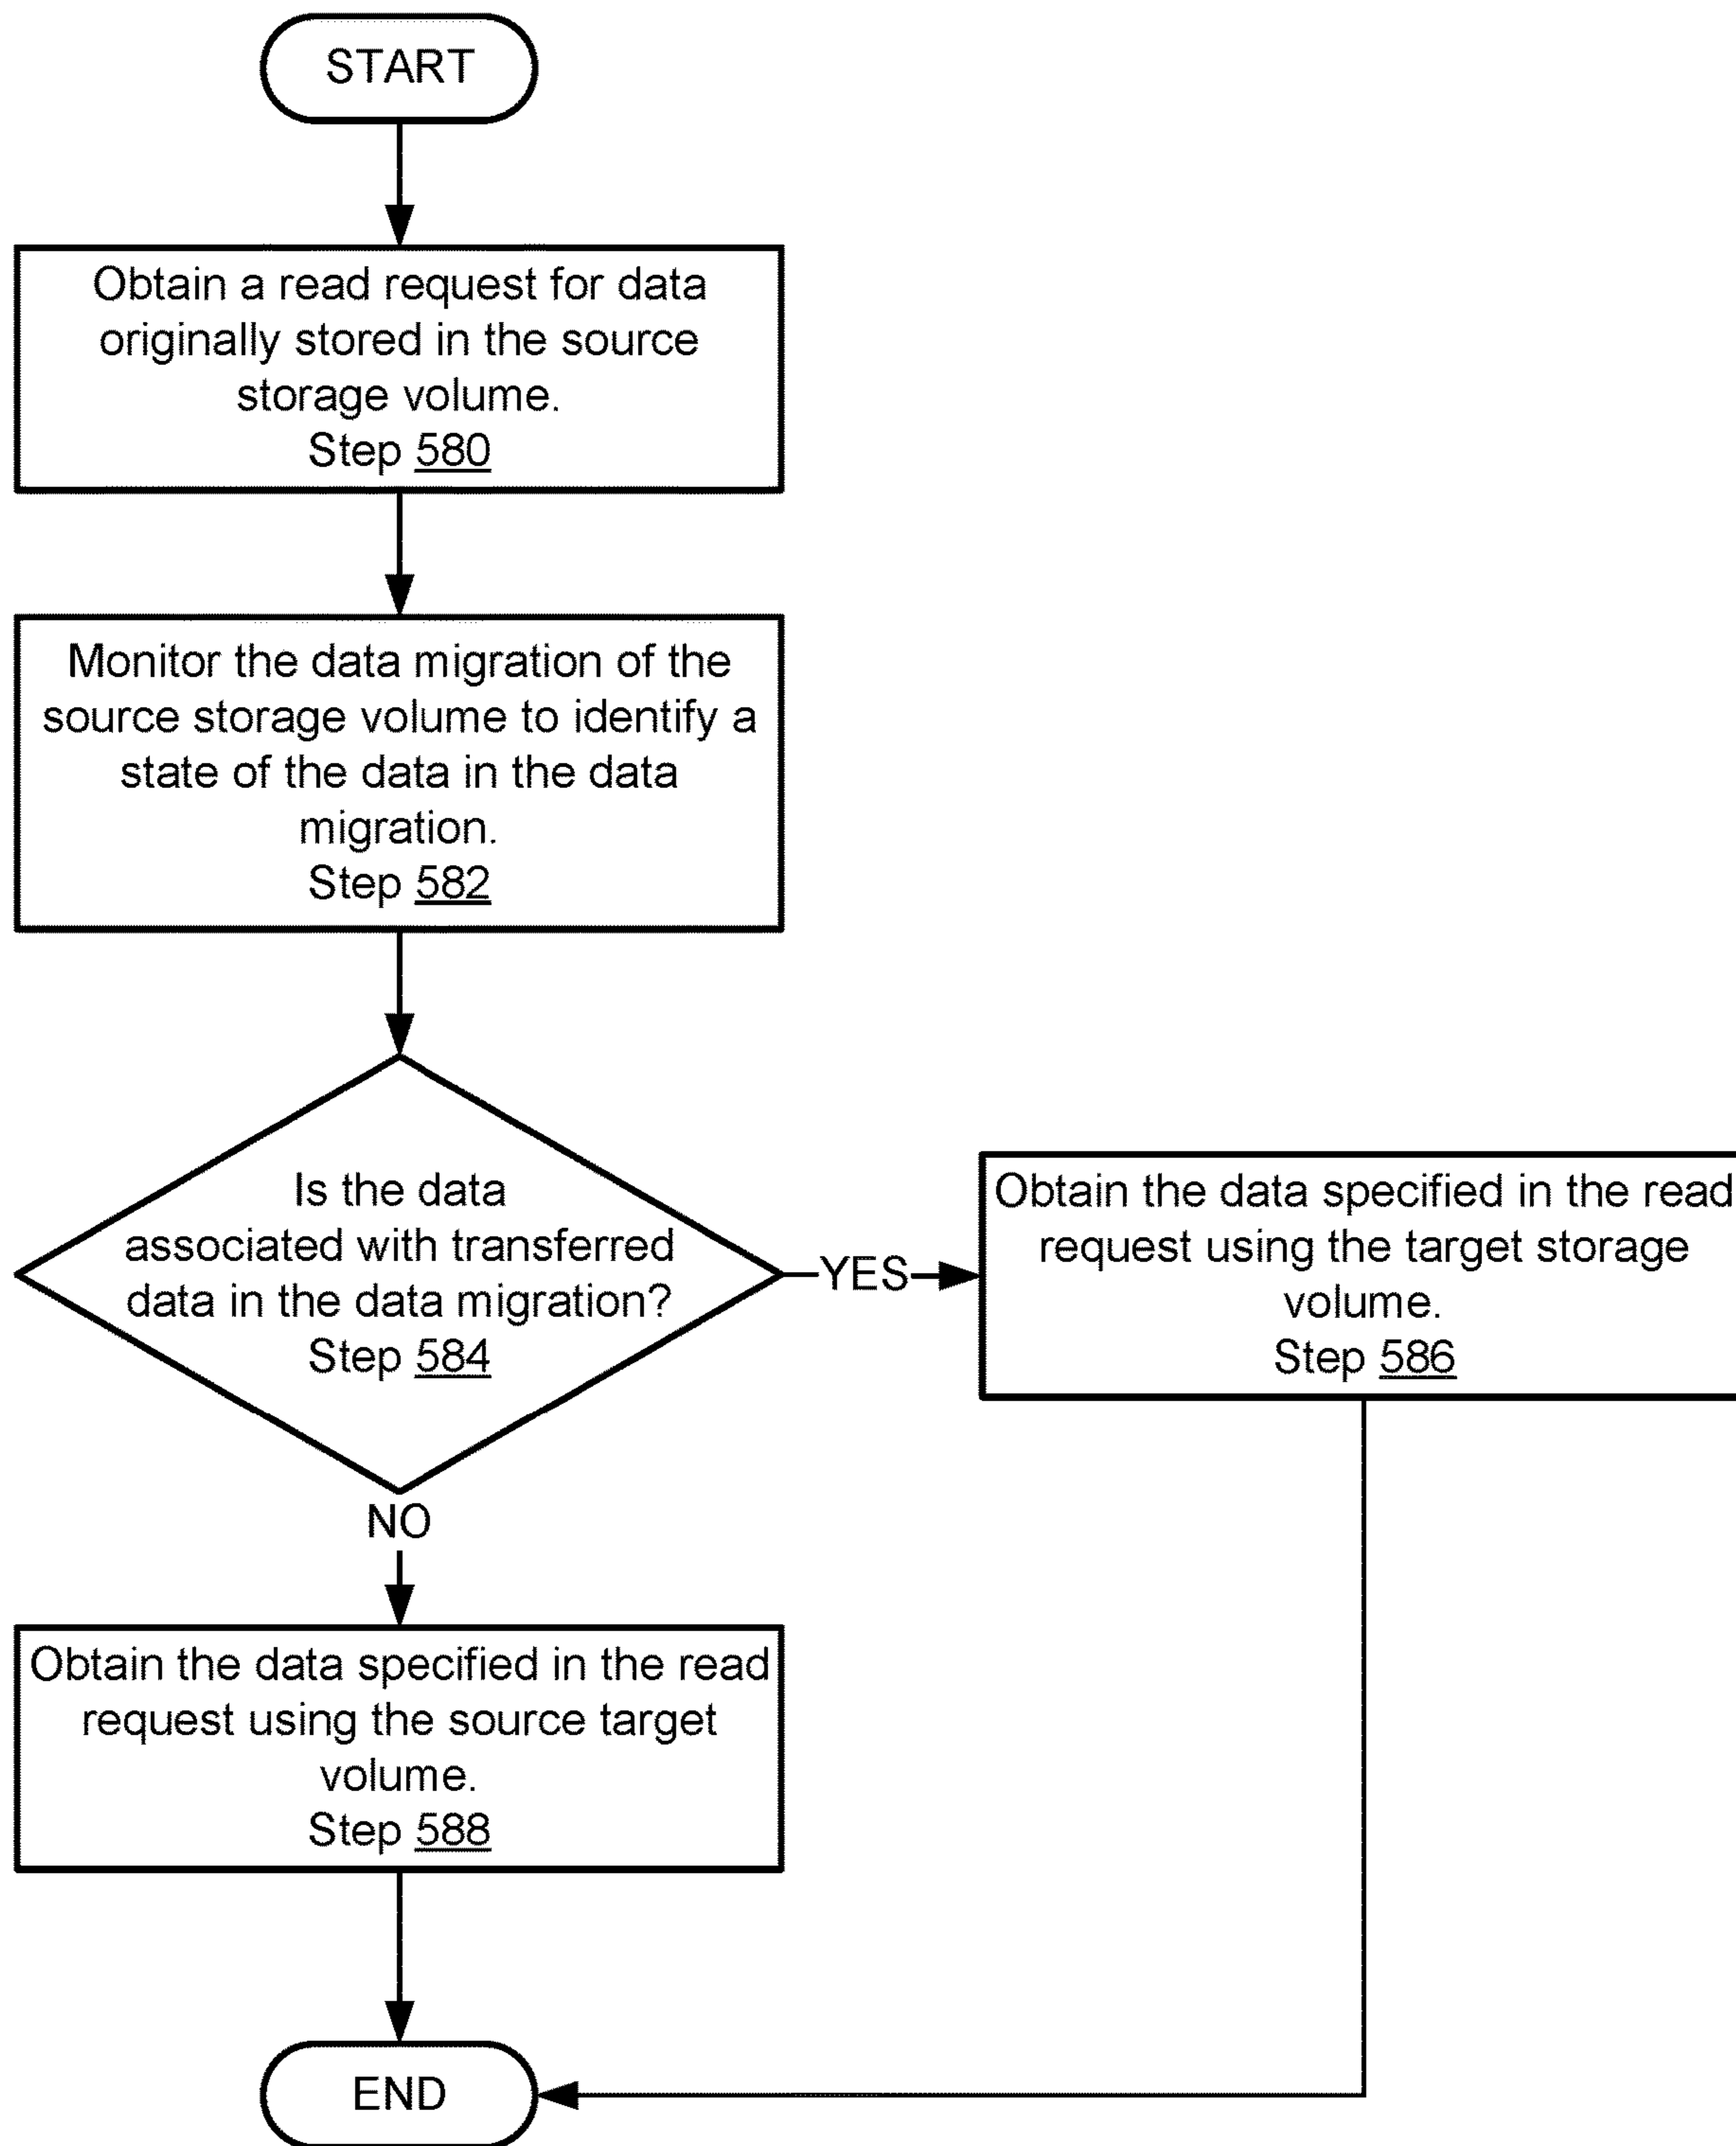 START
Obtain a read request for data
originally stored in the source
storage volume.
Step 580
Monitor the data migration of the
source storage volume to identify a
state of the data in the data
migration.
Step 582
Is the data
associated with transferred
data in the data migration?
Step 584
YES
Obtain the data specified in the read
request using the target storage
volume.
Step 586
NO
Obtain the data specified in the read
request using the source target
volume.
Step 588
END